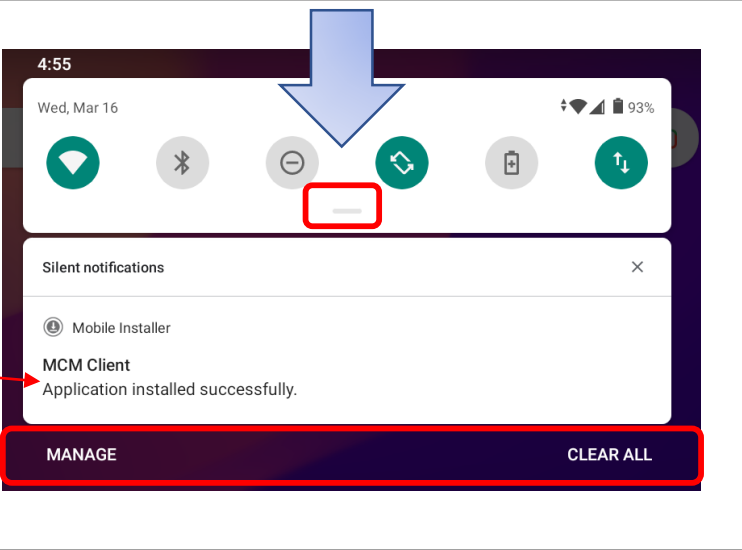 4:55
Wed, Mar 16
93%
Silent notifications
Mobile Installer
MCM Client
Application installed successfully.
MANAGE
CLEAR ALL